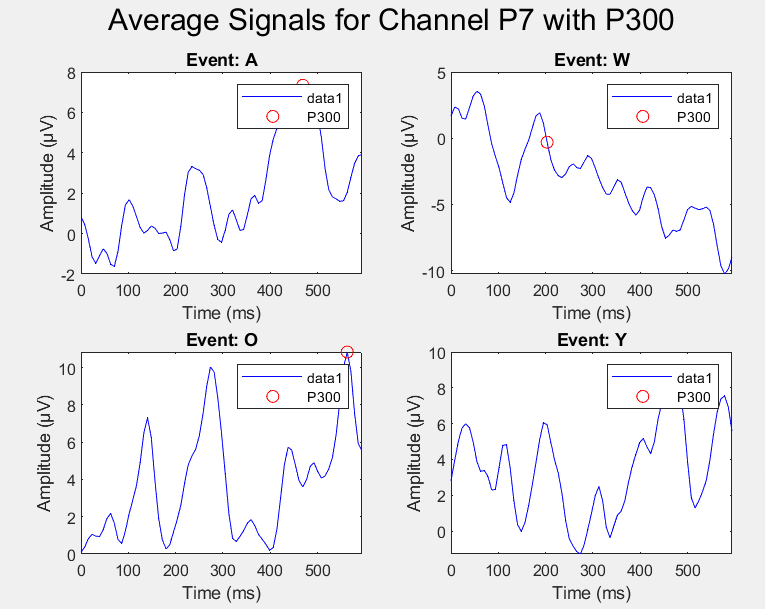 Average Signals for Channel P7 with P300
Event: A
8
6
4
2
0
-2
Amplitude (µV)
data1
P300
0 100 200 300 400 500
Time (ms)
Event: W
5
0
-5
-10
Amplitude (µV)
data1
P300
0 100 200 300 400 500
Time (ms)
Event: O
10
8
6
4
2
0
Amplitude (µV)
data1
P300
0 100 200 300 400 500
Time (ms)
Event: Y
10
8
6
4
2
0
Amplitude (µV)
data1
P300
0 100 200 300 400 500
Time (ms)